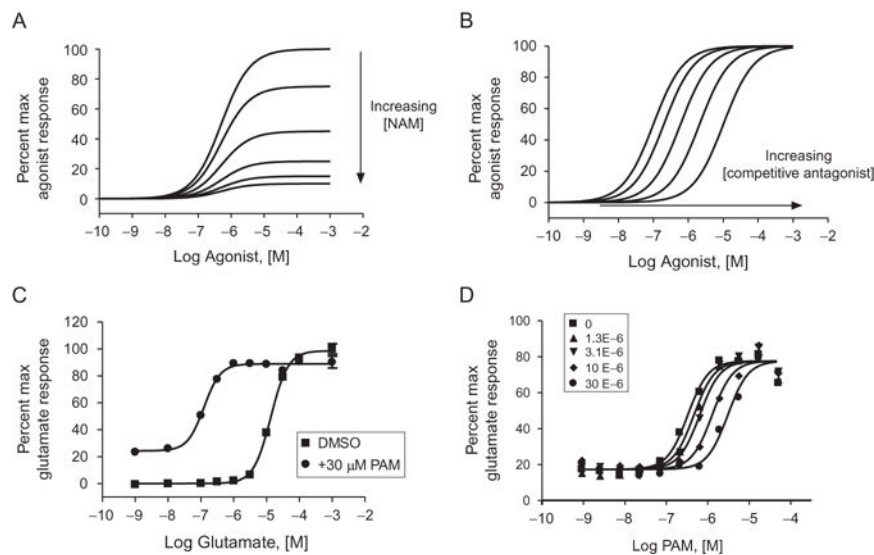 A
Percent max
agonist response
100
80
60
40
20
0
Increasing
[NAM]
−10 −9 −8 −7 −6 −5 −4 −3 −2
Log Agonist, [M]
B
Percent max
agonist response
100
80
60
40
20
0
Increasing
[competitive antagonist]
−10 −9 −8 −7 −6 −5 −4 −3 −2
Log Agonist, [M]
C
Percent max
glutamate response
120
100
80
60
40
20
0
DMSO
+30 μM PAM
−10 −9 −8 −7 −6 −5 −4 −3 −2
Log Glutamate, [M]
D
Percent max
glutamate response
100
80
60
40
20
0
0
1.3E−6
3.1E−6
10 E−6
30 E−6
−10 −9 −8 −7 −6 −5 −4
Log PAM, [M]